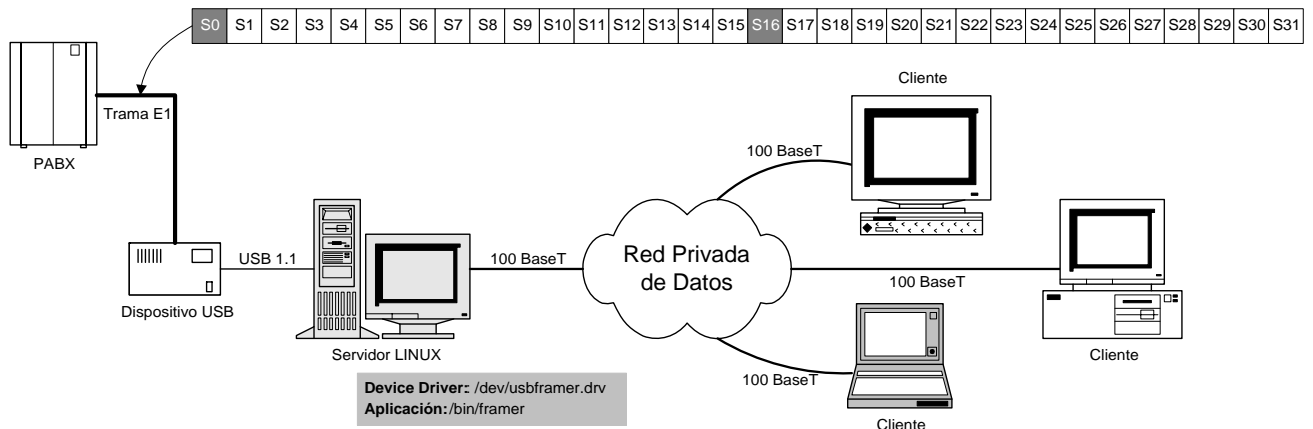 S0 S1 S2 S3 S4 S5 S6 S7 S8 S9 S10 S11 S12 S13 S14 S15 S16 S17 S18 S19 S20 S21 S22 S23 S24 S25 S26 S27 S28 S29 S30 S31
Cliente
Trama E1
PABX
100 BaseT
USB 1.1
100 BaseT
Red Privada
de Datos
100 BaseT
Dispositivo USB
Servidor LINUX
Cliente
100 BaseT
Device Driver: /dev/usbframer.drv
Aplicación: /bin/framer
Cliente